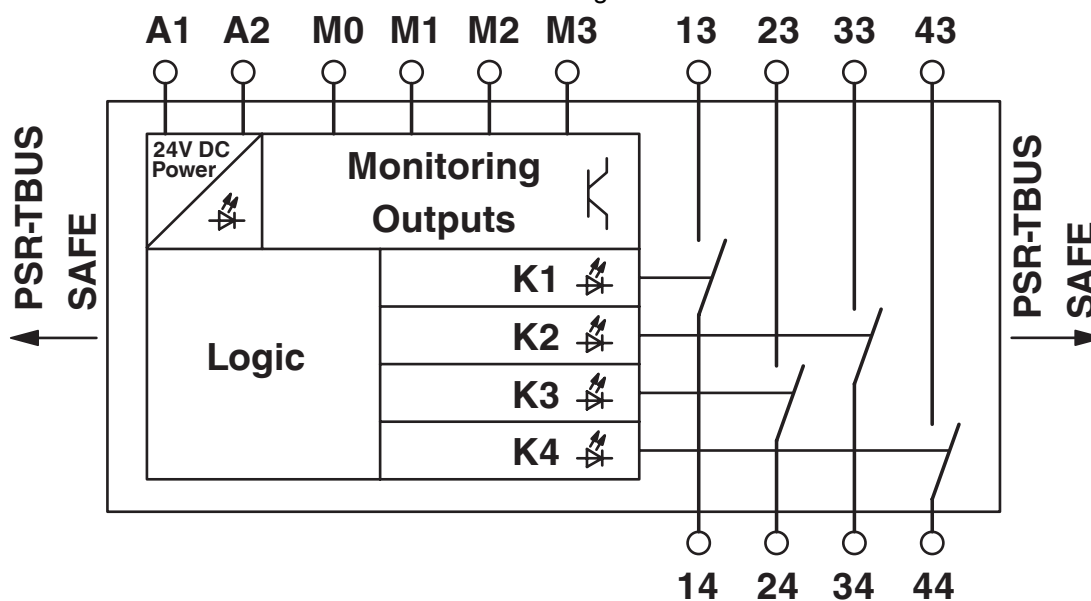 A1 A2 M0 M1 M2 M3 13 23 33 43
24V DC
Power
Monitoring
Outputs
PSR-TBUS
SAFE
PSR-TBUS
SAFE
K1
K2
Logic
K3
K4
14 24 34 44